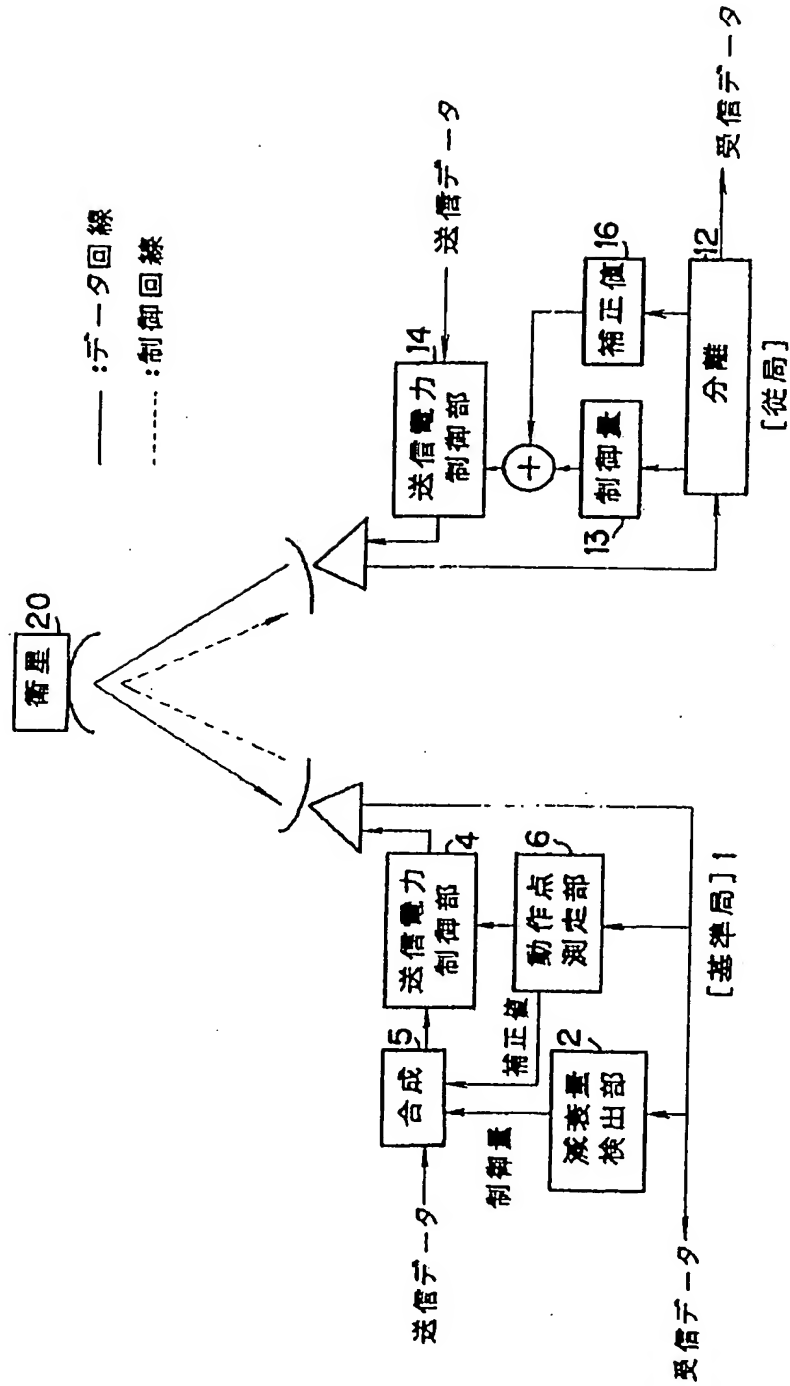 衛星
20
——:データ回線
-----:制御回線
送信データ
合成
5
送信電力
制御部
4
制御量
補正値
減衰量
検出部
2
動作点
測定部
6
受信データ
[基準局]1
送信電力
制御部
14
送信データ
+
制御量
13
補正値
16
分離
12
受信データ
[従局]